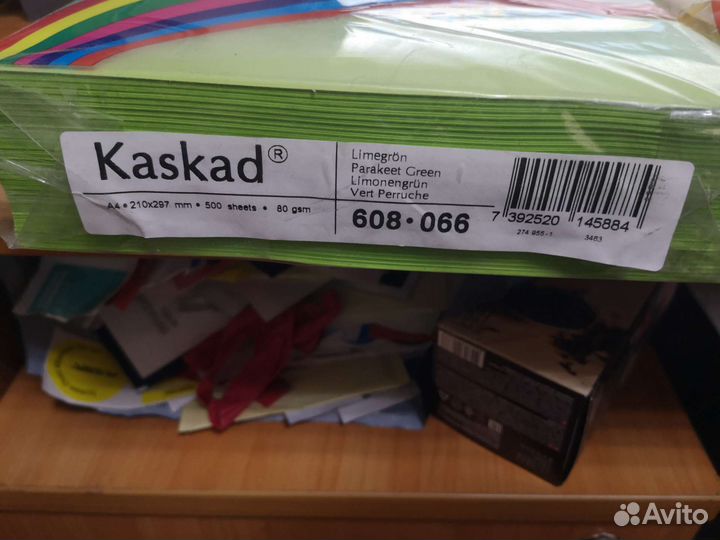 Kaskad®
A4 • 210x297 mm • 500 sheets • 80 gsm
Limegrön
Parakeet Green
Limonengrün
Vert Perruche
608·066
7 392520 145884
274 955-1 3483
Avito